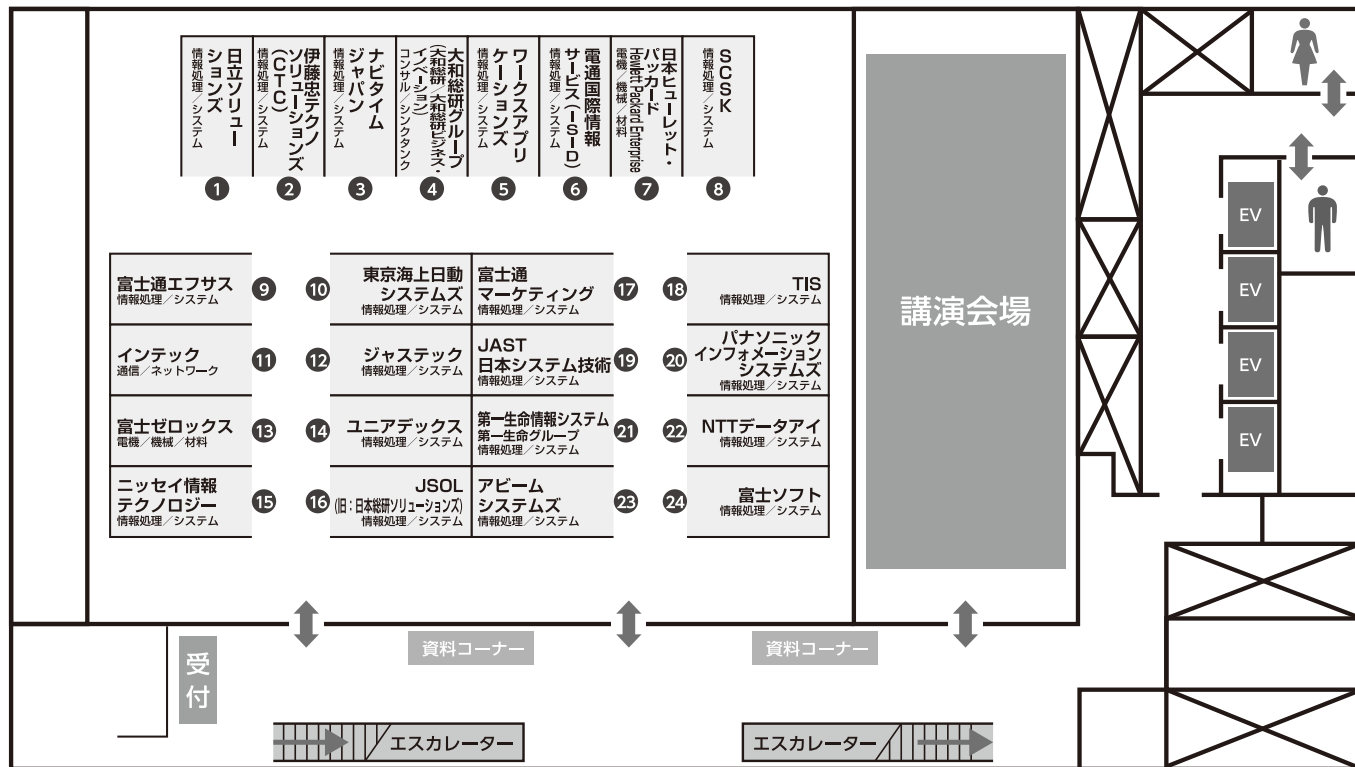 日立ソリュー
ションズ
情報処理／システム
1
伊藤忠テクノ
ソリューションズ
(CTC)
情報処理／システム
2
ナビタイム
ジャパン
情報処理／システム
3
大和総研グループ
(大和総研／大和総研ビジネス・
イノベーション)
コンサル／シンクタンク
4
ワークスアプリ
ケーションズ
情報処理／システム
5
電通国際情報
サービス(ISID)
情報処理／システム
6
日本ヒューレット・
パッカード
Hewlett Packard Enterprise
電機／機械／材料
7
SCSK
情報処理／システム
8
富士通エフサス
情報処理／システム
9
10
東京海上日動
システムズ
情報処理／システム
富士通
マーケティング
情報処理／システム
17
18
TIS
情報処理／システム
インテック
通信／ネットワーク
11
12
ジャステック
情報処理／システム
JAST
日本システム技術
情報処理／システム
19
20
パナソニック
インフォメーション
システムズ
情報処理／システム
富士ゼロックス
電機／機械／材料
13
14
ユニアデックス
情報処理／システム
第一生命情報システム
第一生命グループ
情報処理／システム
21
22
NTTデータアイ
情報処理／システム
ニッセイ情報
テクノロジー
情報処理／システム
15
16
JSOL
(旧：日本総研ソリューションズ)
情報処理／システム
アビーム
システムズ
情報処理／システム
23
24
富士ソフト
情報処理／システム
講演会場
EV
EV
EV
EV
受付
資料コーナー
資料コーナー
エスカレーター
エスカレーター